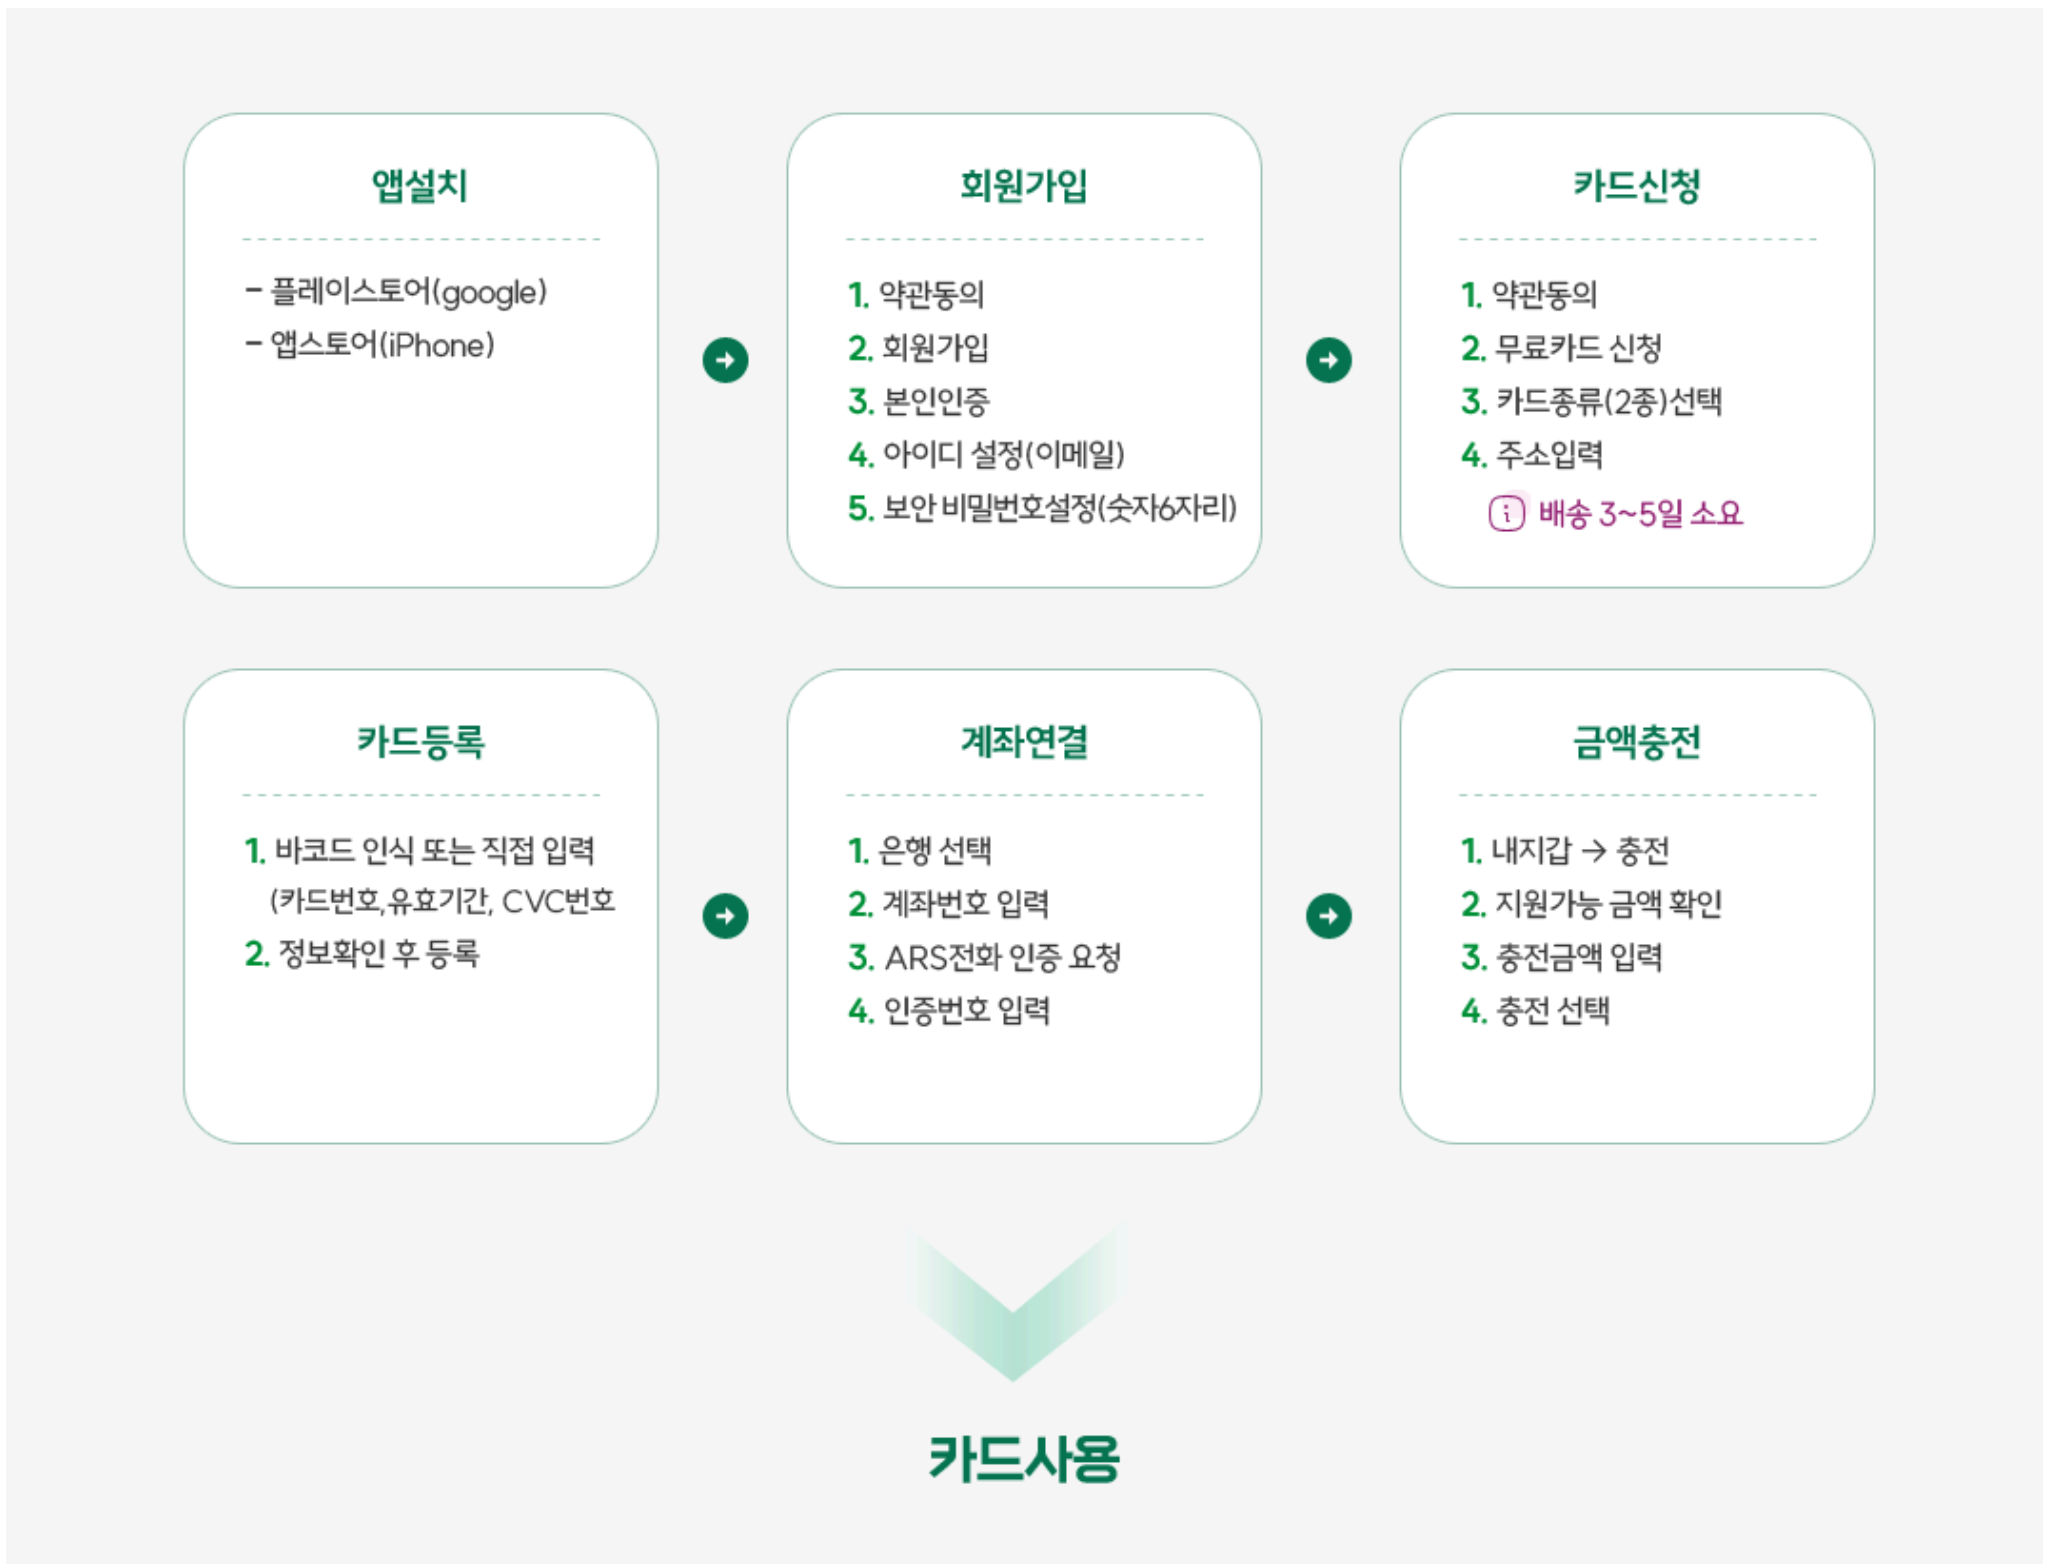 앱설치
– 플레이스토어(google)
– 앱스토어(iPhone)
회원가입
1. 약관동의
2. 회원가입
3. 본인인증
4. 아이디 설정(이메일)
5. 보안 비밀번호설정(숫자6자리)
카드신청
1. 약관동의
2. 무료카드 신청
3. 카드종류(2종)선택
4. 주소입력
i 배송 3~5일 소요
카드등록
1. 바코드 인식 또는 직접 입력
(카드번호,유효기간, CVC번호
2. 정보확인 후 등록
계좌연결
1. 은행 선택
2. 계좌번호 입력
3. ARS전화 인증 요청
4. 인증번호 입력
금액충전
1. 내지갑 → 충전
2. 지원가능 금액 확인
3. 충전금액 입력
4. 충전 선택
카드사용